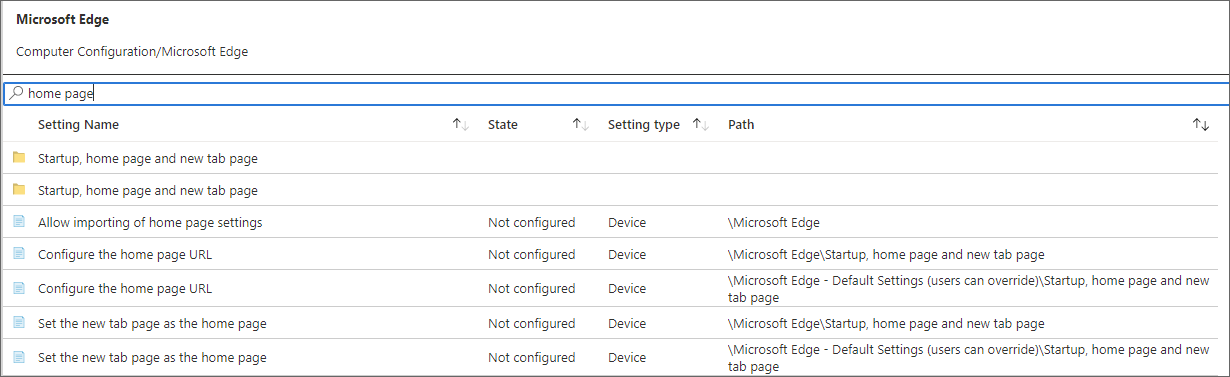 Microsoft Edge
Computer Configuration/Microsoft Edge
home page
Setting Name State Setting type Path
Startup, home page and new tab page
Startup, home page and new tab page
Allow importing of home page settings Not configured Device \Microsoft Edge
Configure the home page URL Not configured Device \Microsoft Edge\Startup, home page and new tab page
Configure the home page URL Not configured Device \Microsoft Edge - Default Settings (users can override)\Startup, home page and new
tab page
Set the new tab page as the home page Not configured Device \Microsoft Edge\Startup, home page and new tab page
Set the new tab page as the home page Not configured Device \Microsoft Edge - Default Settings (users can override)\Startup, home page and new
tab page